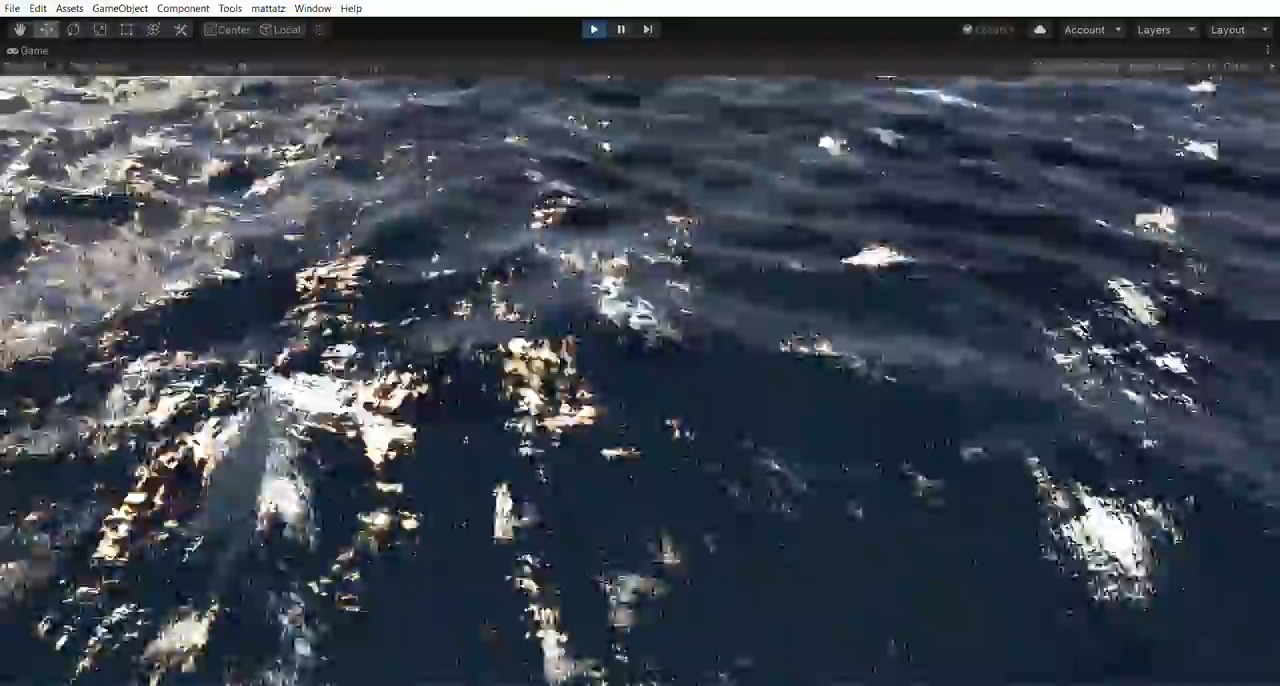 File Edit Assets GameObject Component Tools mattatz Window Help
Center Local Account Layers Layout
Game